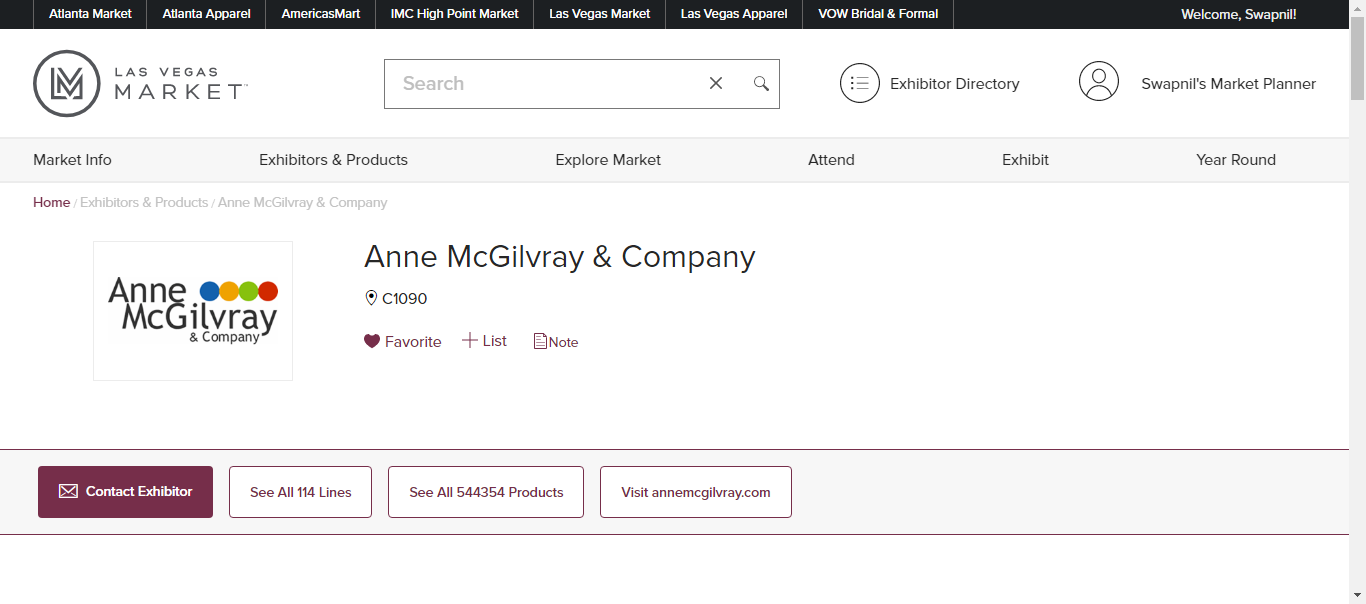 Atlanta Market Atlanta Apparel AmericasMart IMC High Point Market Las Vegas Market Las Vegas Apparel VOW Bridal & Formal Welcome, Swapnil!
LAS VEGAS
MARKET™
Search
Exhibitor Directory
Swapnil's Market Planner
Market Info Exhibitors & Products Explore Market Attend Exhibit Year Round
Home / Exhibitors & Products / Anne McGilvray & Company
Anne
McGilvray
& Company
Anne McGilvray & Company
C1090
Favorite List Note
Contact Exhibitor See All 114 Lines See All 544354 Products Visit annemcgilvray.com